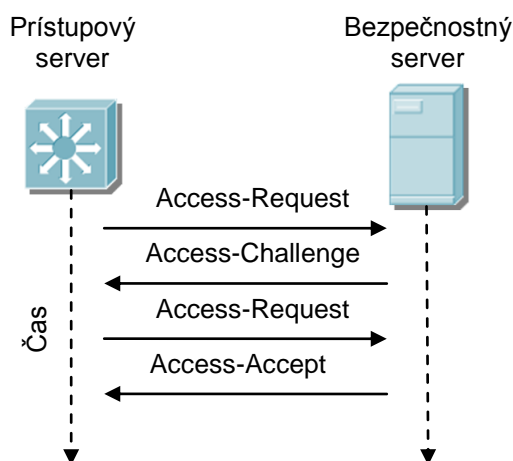 Prístupový
server
Bezpečnostný
server
Access-Request
Access-Challenge
Access-Request
Access-Accept
Čas